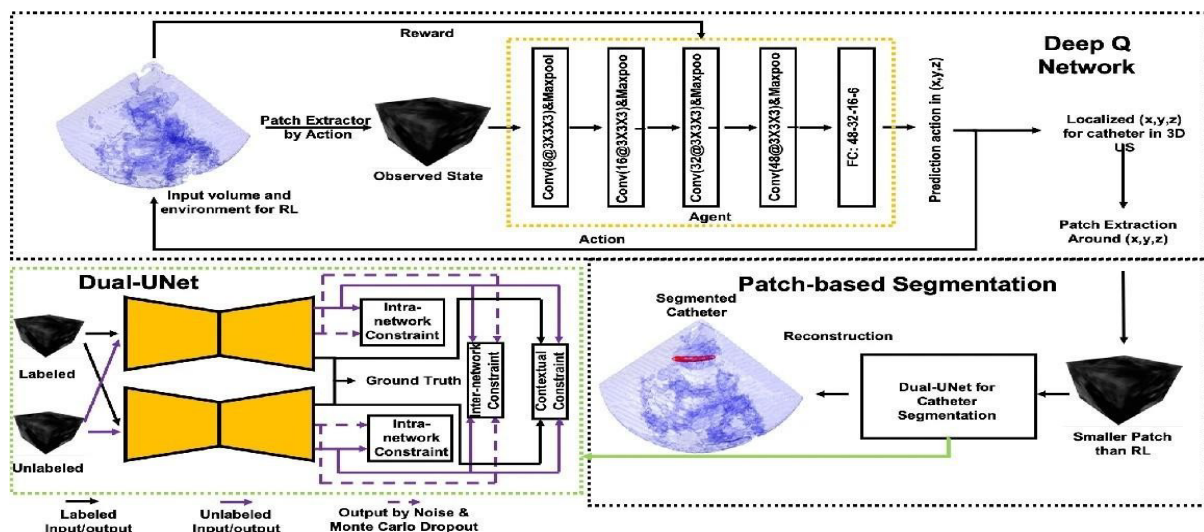 Reward
Deep Q
Network
Patch Extractor
by Action
Observed State
Input volume and
environment for RL
Conv(8@3X3X3)&Maxpool
Conv(16@3X3X3)&Maxpoo
Conv(32@3X3X3)&Maxpoo
Conv(48@3X3X3)&Maxpoo
FC: 48-32-16-6
Agent
Prediction action in (x,y,z)
Localized (x,y,z)
for catheter in 3D
US
Action
Patch Extraction
Around (x,y,z)
Dual-UNet
Labeled
Unlabeled
Intra-
network
Constraint
Ground Truth
Intra-
network
Constraint
nter-network
Constraint
Contextual
Constraint
Labeled
Input/output
Unlabeled
Input/output
Output by Noise &
Monte Carlo Dropout
Patch-based Segmentation
Segmented
Catheter
Reconstruction
Dual-UNet for
Catheter
Segmentation
Smaller Patch
than RL